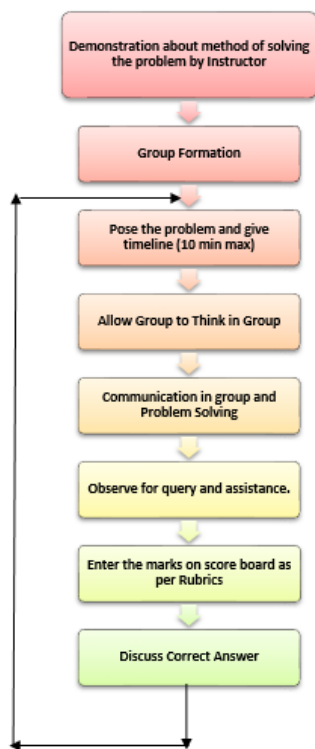 Demonstration about method of solving
the problem by Instructor
Group Formation
Pose the problem and give
timeline (10 min max)
Allow Group to Think in Group
Communication in group and
Problem Solving
Observe for query and assistance.
Enter the marks on score board as
per Rubrics
Discuss Correct Answer